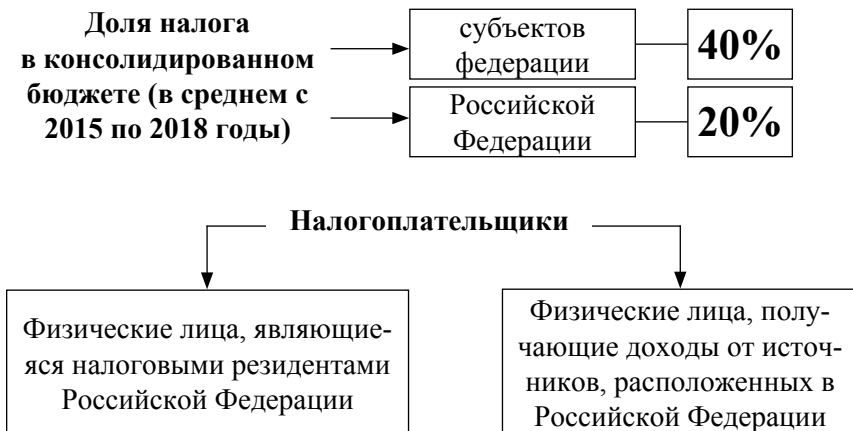 Доля налога
в консолидированном
бюджете (в среднем с
2015 по 2018 годы)
субъектов
федерации
40%
Российской
Федерации
20%
Налогоплательщики
Физические лица, являющие-
яся налоговыми резидентами
Российской Федерации
Физические лица, полу-
чающие доходы от источ-
ников, расположенных в
Российской Федерации